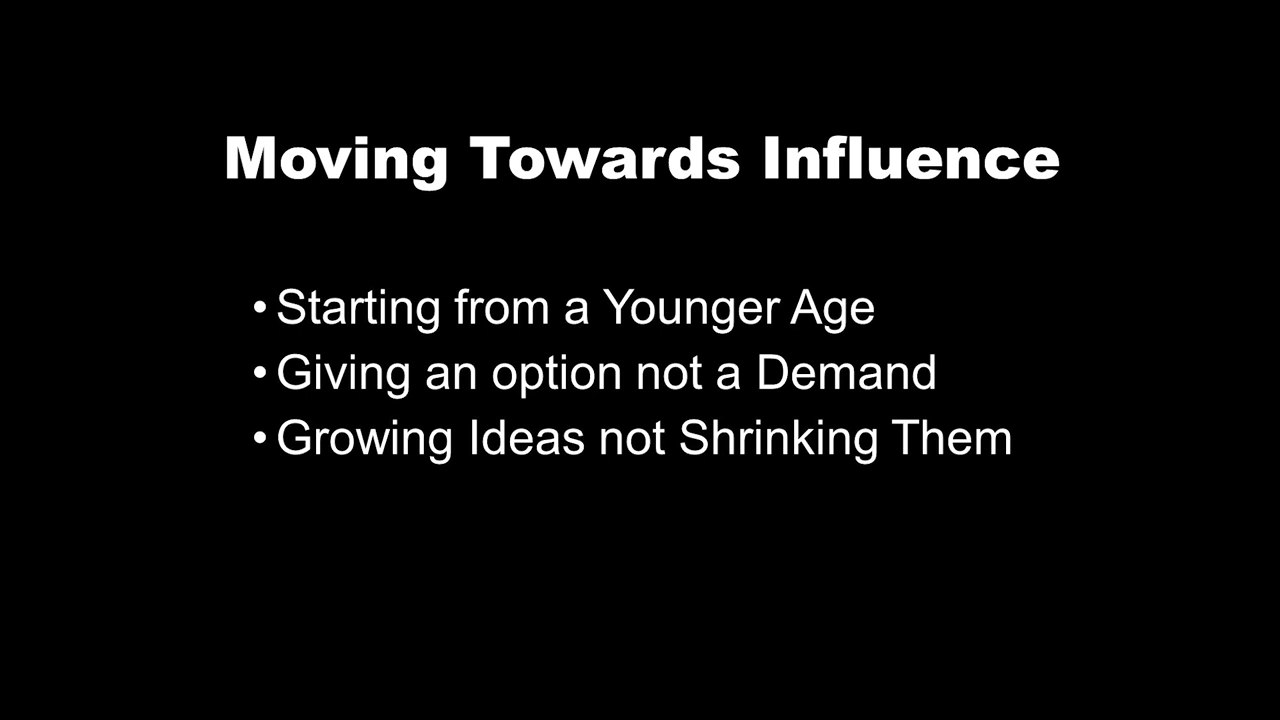 Moving Towards Influence
• Starting from a Younger Age
• Giving an option not a Demand
• Growing Ideas not Shrinking Them